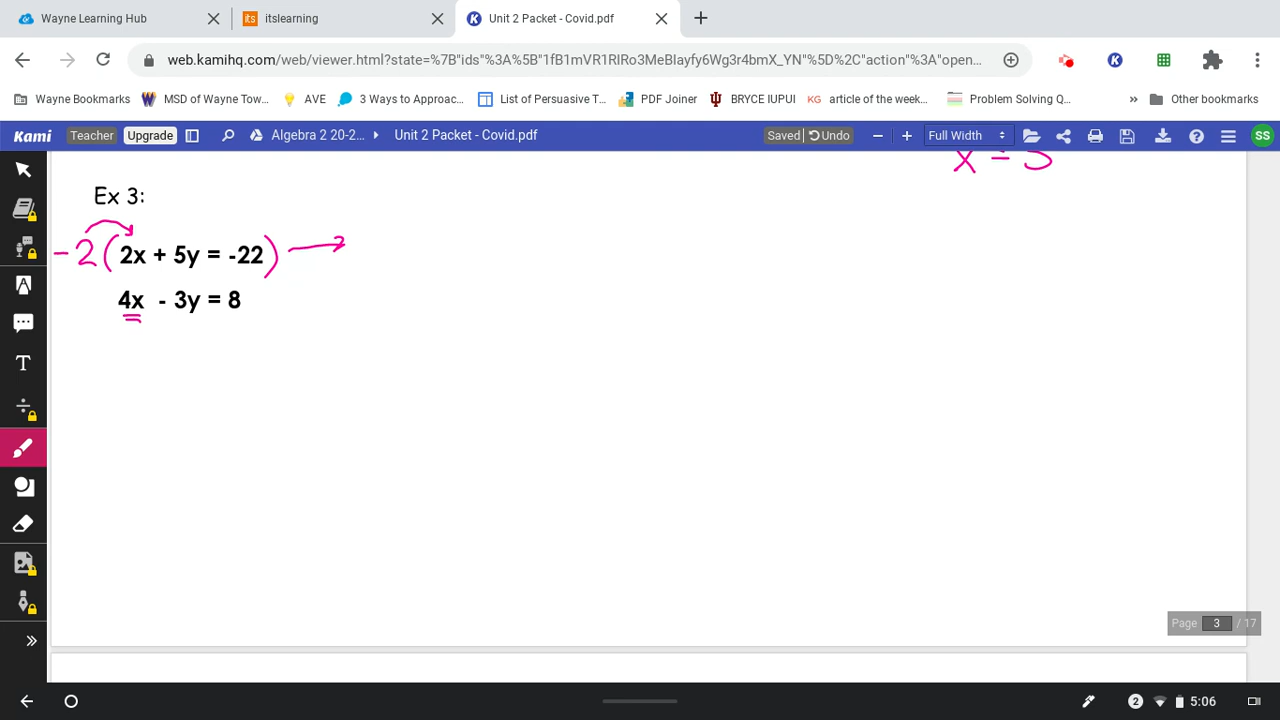 Wayne Learning Hub
its itslearning
K Unit 2 Packet - Covid.pdf
web.kamihq.com/web/viewer.html?state=%7B"ids"%3A%5B"1fB1mVR1RIRo3MeBIayfy6Wg3r4bmX_YN"%5D%2C"action"%3A"open...
Wayne Bookmarks MSD of Wayne Tow... AVE 3 Ways to Approac... List of Persuasive T... PDF Joiner BRYCE IUPUI KG article of the week... Problem Solving Q... » Other bookmarks
Kami Teacher Upgrade Algebra 2 20-2... Unit 2 Packet - Covid.pdf Saved Undo Full Width SS
Ex 3:
-2(2x + 5y = -22)
4x - 3y = 8
Page 3 / 17
2 5:06